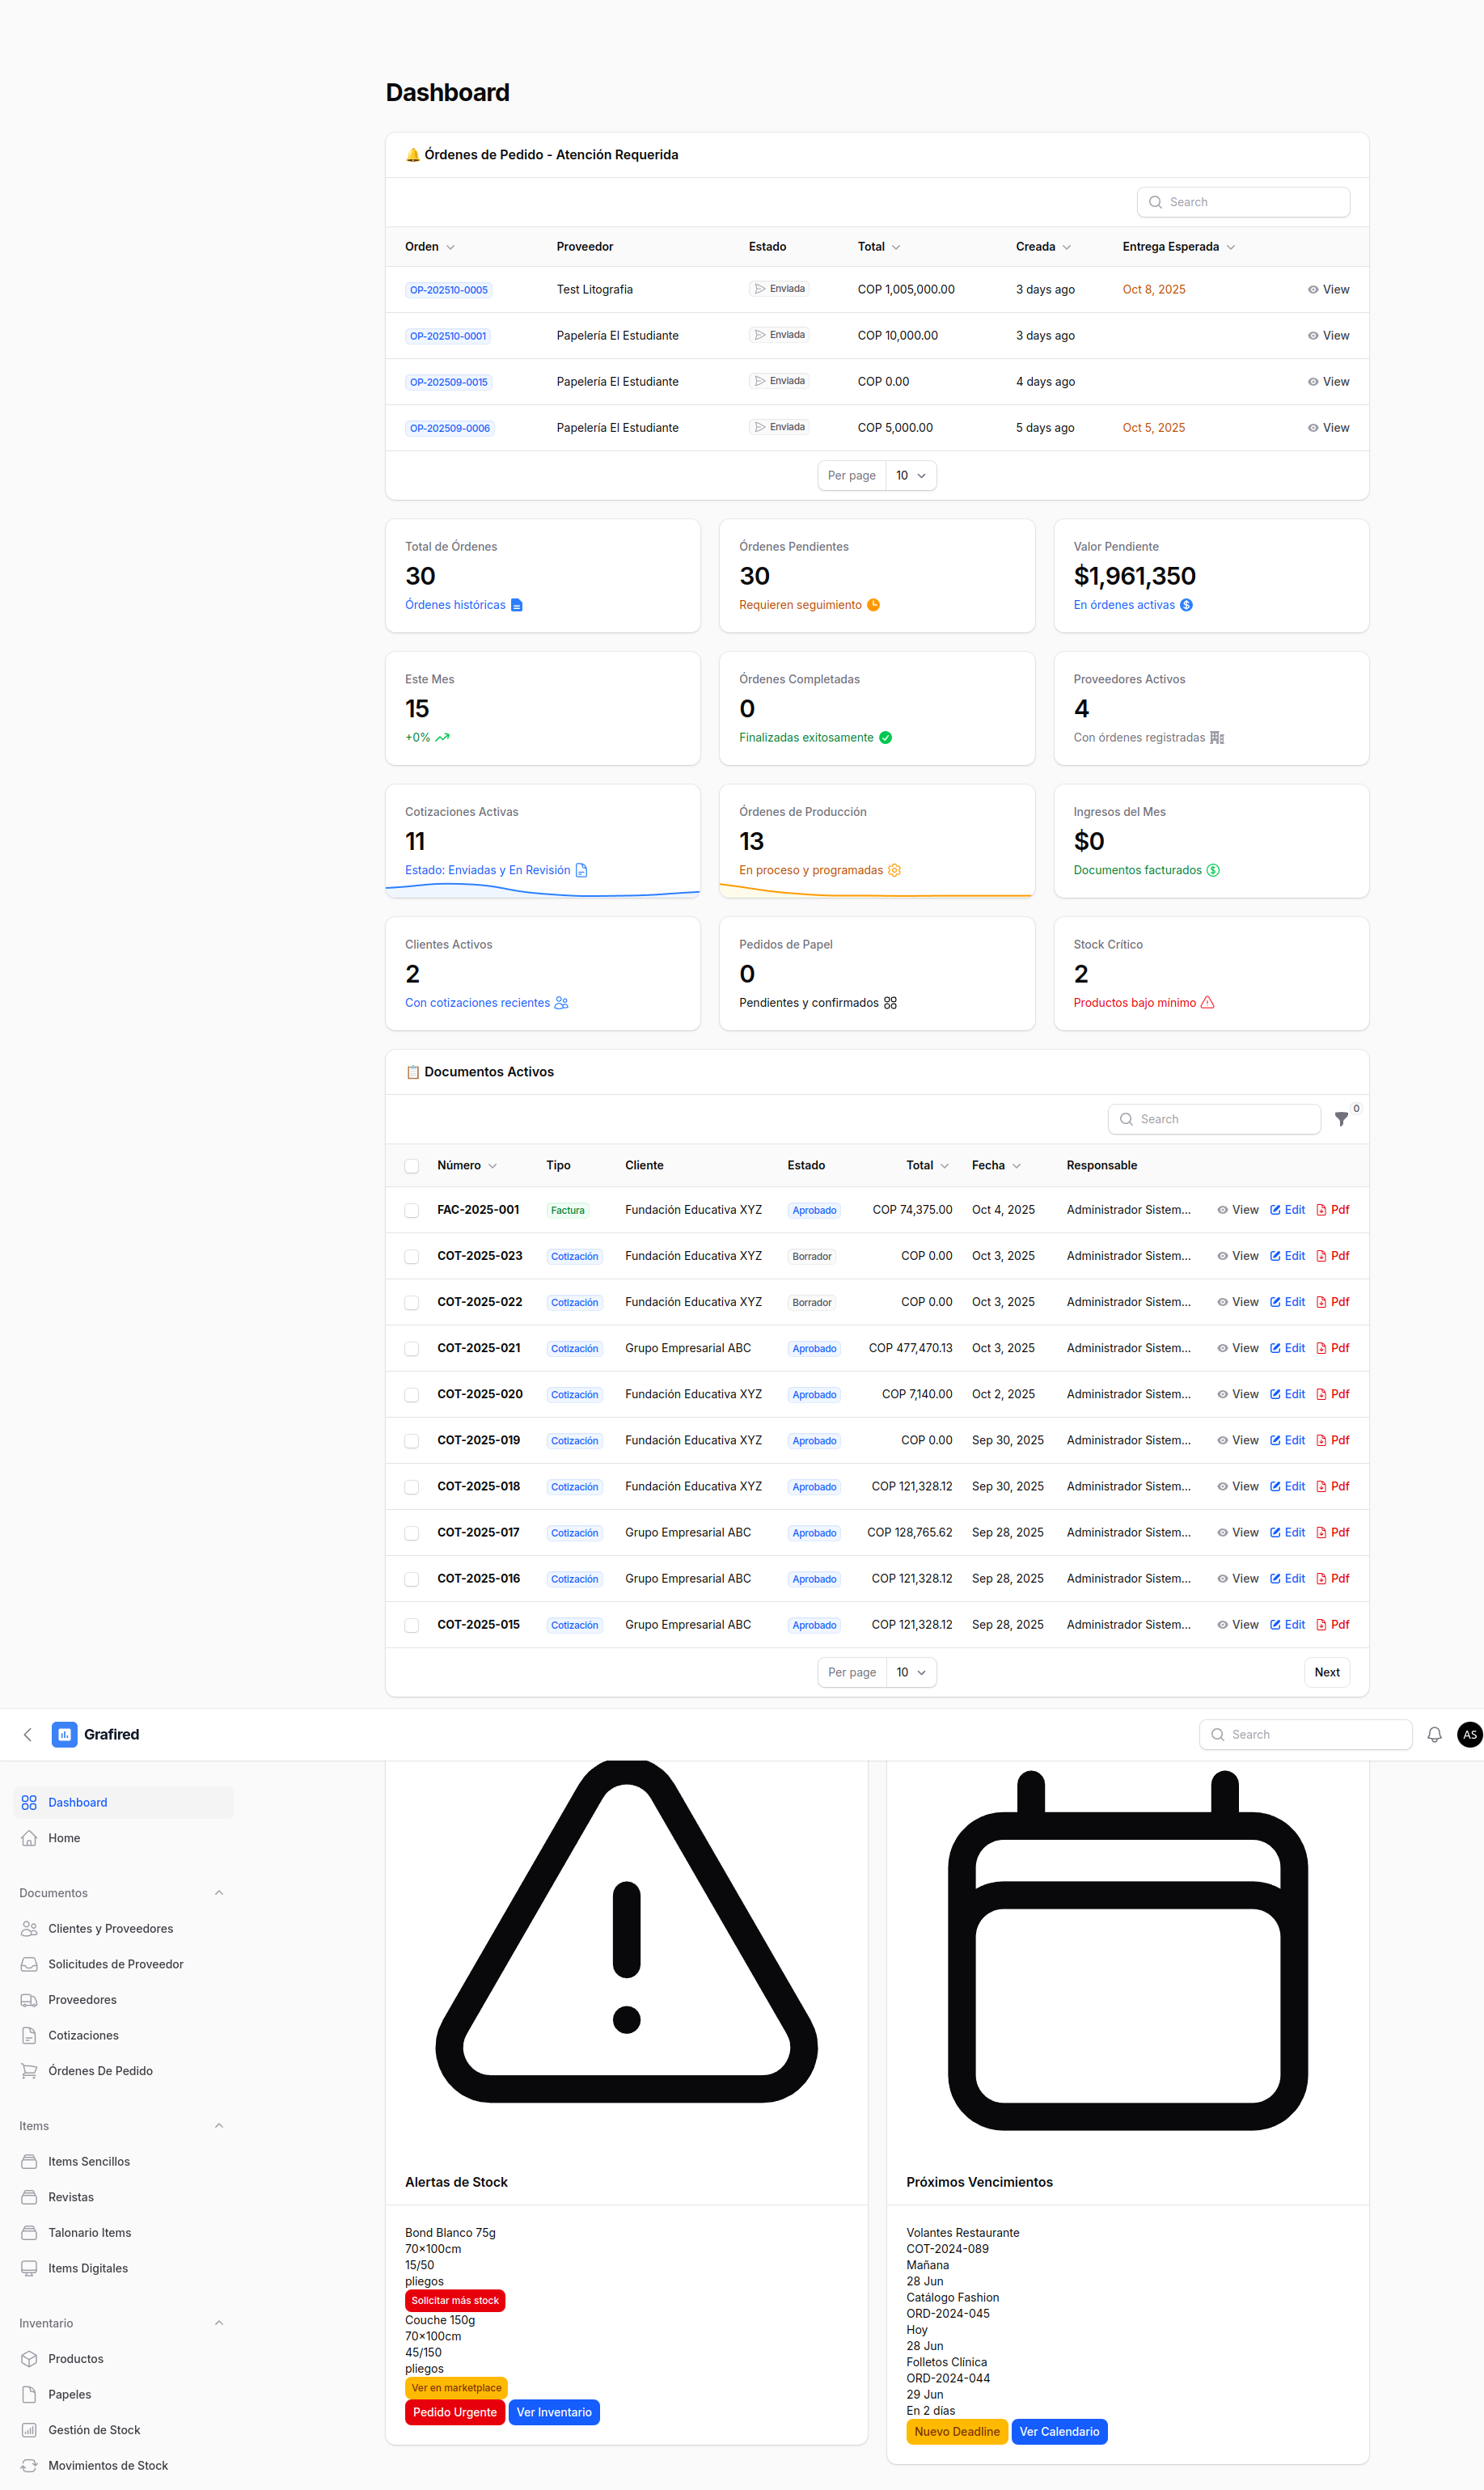 Dashboard
🔔 Órdenes de Pedido - Atención Requerida
Search
Orden Proveedor Estado Total Creada Entrega Esperada
OP-202510-0005 Test Litografia Enviada COP 1,005,000.00 3 days ago Oct 8, 2025 View
OP-202510-0001 Papelería El Estudiante Enviada COP 10,000.00 3 days ago View
OP-202509-0015 Papelería El Estudiante Enviada COP 0.00 4 days ago View
OP-202509-0006 Papelería El Estudiante Enviada COP 5,000.00 5 days ago Oct 5, 2025 View
Per page 10
Total de Órdenes
30
Órdenes históricas
Órdenes Pendientes
30
Requieren seguimiento
Valor Pendiente
$1,961,350
En órdenes activas
Este Mes
15
+0%
Órdenes Completadas
0
Finalizadas exitosamente
Proveedores Activos
4
Con órdenes registradas
Cotizaciones Activas
11
Estado: Enviadas y En Revisión
Órdenes de Producción
13
En proceso y programadas
Ingresos del Mes
$0
Documentos facturados
Clientes Activos
2
Con cotizaciones recientes
Pedidos de Papel
0
Pendientes y confirmados
Stock Crítico
2
Productos bajo mínimo
📋 Documentos Activos
Search 0
Número Tipo Cliente Estado Total Fecha Responsable
FAC-2025-001 Factura Fundación Educativa XYZ Aprobado COP 74,375.00 Oct 4, 2025 Administrador Sistem... View Edit Pdf
COT-2025-023 Cotización Fundación Educativa XYZ Borrador COP 0.00 Oct 3, 2025 Administrador Sistem... View Edit Pdf
COT-2025-022 Cotización Fundación Educativa XYZ Borrador COP 0.00 Oct 3, 2025 Administrador Sistem... View Edit Pdf
COT-2025-021 Cotización Grupo Empresarial ABC Aprobado COP 477,470.13 Oct 3, 2025 Administrador Sistem... View Edit Pdf
COT-2025-020 Cotización Fundación Educativa XYZ Aprobado COP 7,140.00 Oct 2, 2025 Administrador Sistem... View Edit Pdf
COT-2025-019 Cotización Fundación Educativa XYZ Aprobado COP 0.00 Sep 30, 2025 Administrador Sistem... View Edit Pdf
COT-2025-018 Cotización Fundación Educativa XYZ Aprobado COP 121,328.12 Sep 30, 2025 Administrador Sistem... View Edit Pdf
COT-2025-017 Cotización Grupo Empresarial ABC Aprobado COP 128,765.62 Sep 28, 2025 Administrador Sistem... View Edit Pdf
COT-2025-016 Cotización Grupo Empresarial ABC Aprobado COP 121,328.12 Sep 28, 2025 Administrador Sistem... View Edit Pdf
COT-2025-015 Cotización Grupo Empresarial ABC Aprobado COP 121,328.12 Sep 28, 2025 Administrador Sistem... View Edit Pdf
Per page 10 Next
Grafired Search AS
Dashboard
Home
Documentos
Clientes y Proveedores
Solicitudes de Proveedor
Proveedores
Cotizaciones
Órdenes De Pedido
Items
Items Sencillos
Revistas
Talonario Items
Items Digitales
Inventario
Productos
Papeles
Gestión de Stock
Movimientos de Stock
Alertas de Stock
Bond Blanco 75g
70×100cm
15/50
pliegos
Solicitar más stock
Couche 150g
70×100cm
45/150
pliegos
Ver en marketplace
Pedido Urgente Ver Inventario
Próximos Vencimientos
Volantes Restaurante
COT-2024-089
Mañana
28 Jun
Catálogo Fashion
ORD-2024-045
Hoy
28 Jun
Folletos Clínica
ORD-2024-044
29 Jun
En 2 días
Nuevo Deadline Ver Calendario